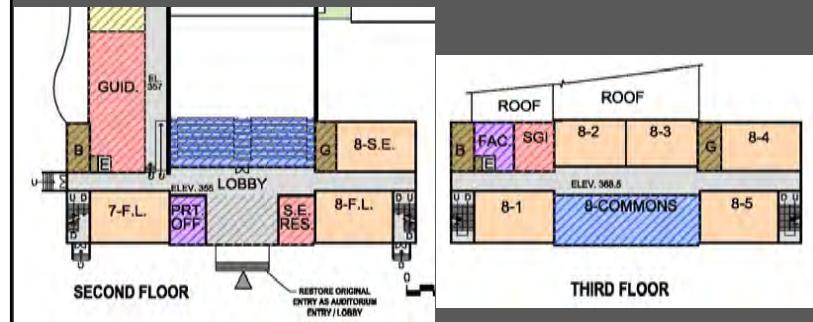 GUID.
EL.
357
B
E
U
G
8-S.E.
ELEV. 355
LOBBY
U
U D
7-F.L.
PRT.
OFF.
S.E.
RES.
8-F.L.
U D
U
U
SECOND FLOOR
RESTORE ORIGINAL
ENTRY AS AUDITORIUM
ENTRY / LOBBY
0
ROOF
ROOF
B
FAC.
E
SGI
8-2
8-3
G
8-4
ELEV. 368.5
U D
8-1
8-COMMONS
8-5
U D
THIRD FLOOR